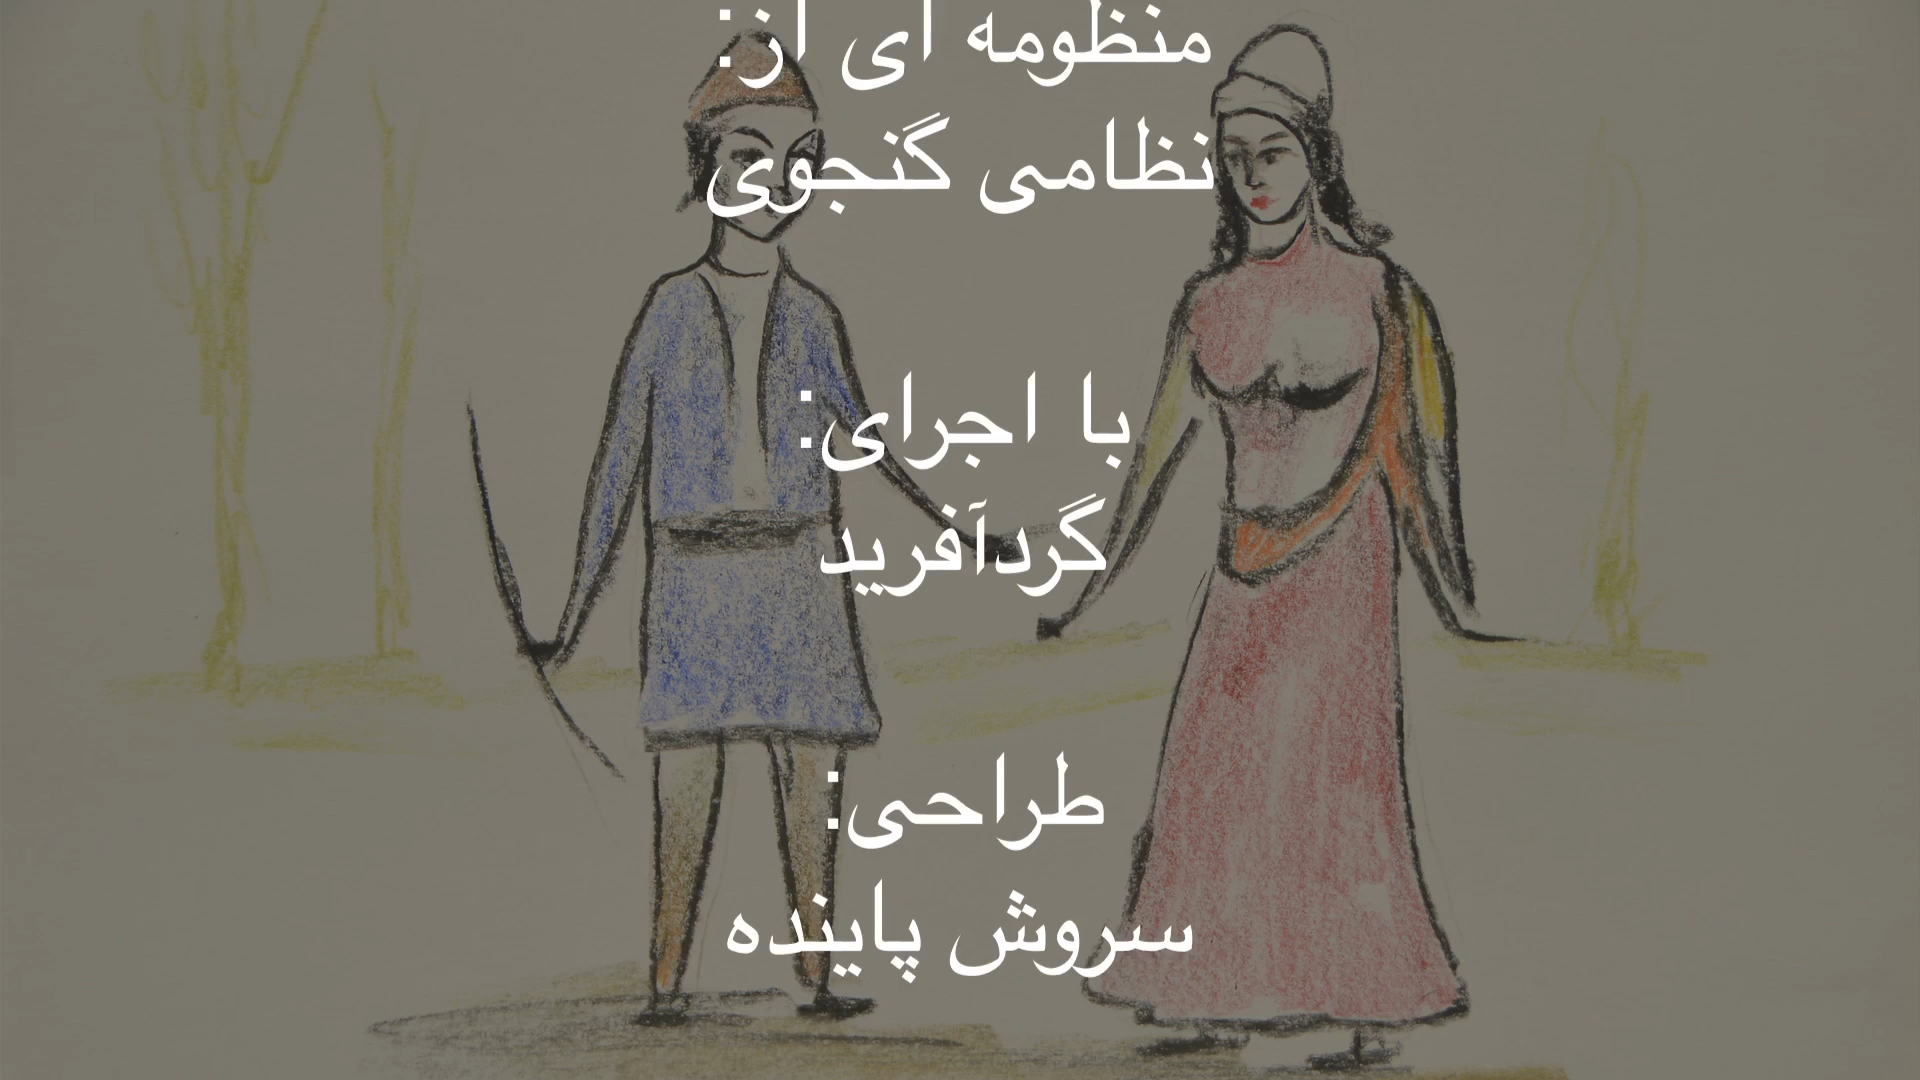 منظومه ای از:
نظامی گنجوی
با اجرای:
گردآفرید
طراحی:
سروش پاینده